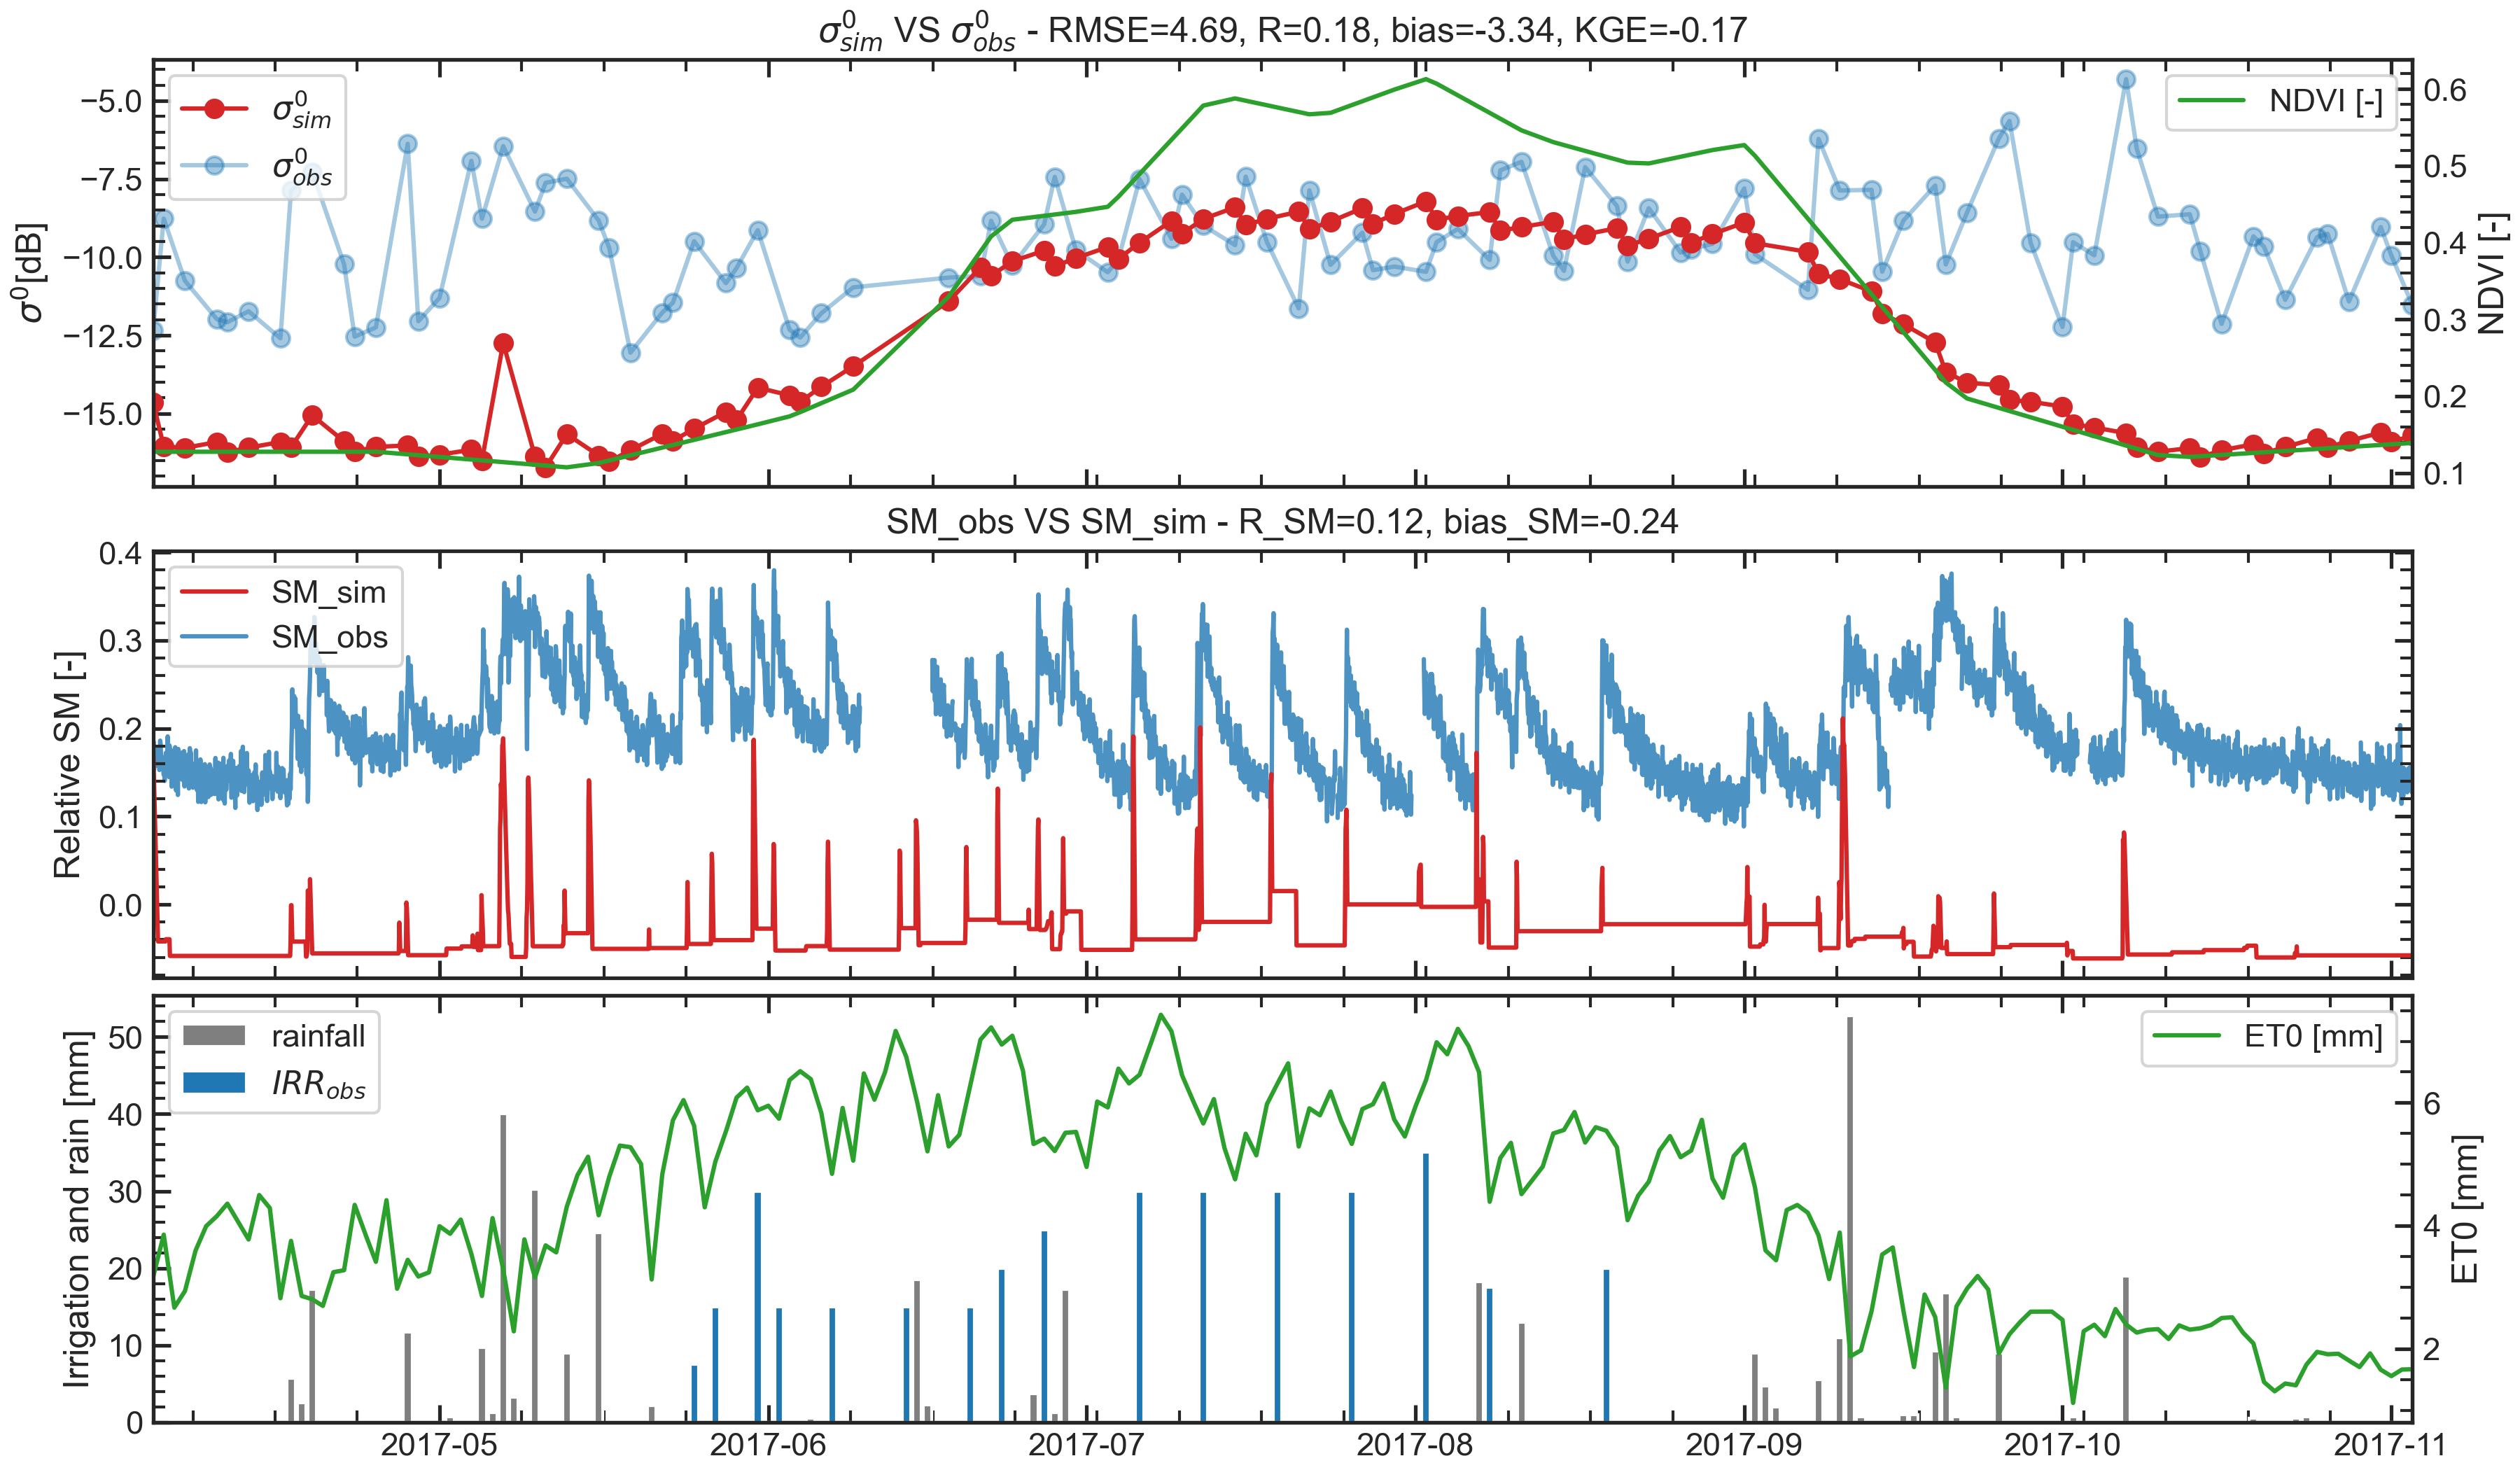 σ⁰sim VS σ⁰obs - RMSE=4.69, R=0.18, bias=-3.34, KGE=-0.17
σ⁰[dB]
−5.0
−7.5
−10.0
−12.5
−15.0
σ⁰sim
σ⁰obs
NDVI [-]
0.6
0.5
0.4
0.3
0.2
0.1
NDVI [-]
SM_obs VS SM_sim - R_SM=0.12, bias_SM=-0.24
Relative SM [-]
0.4
0.3
0.2
0.1
0.0
SM_sim
SM_obs
Irrigation and rain [mm]
50
40
30
20
10
0
rainfall
IRRobs
ET0 [mm]
6
4
2
ET0 [mm]
2017-05
2017-06
2017-07
2017-08
2017-09
2017-10
2017-11